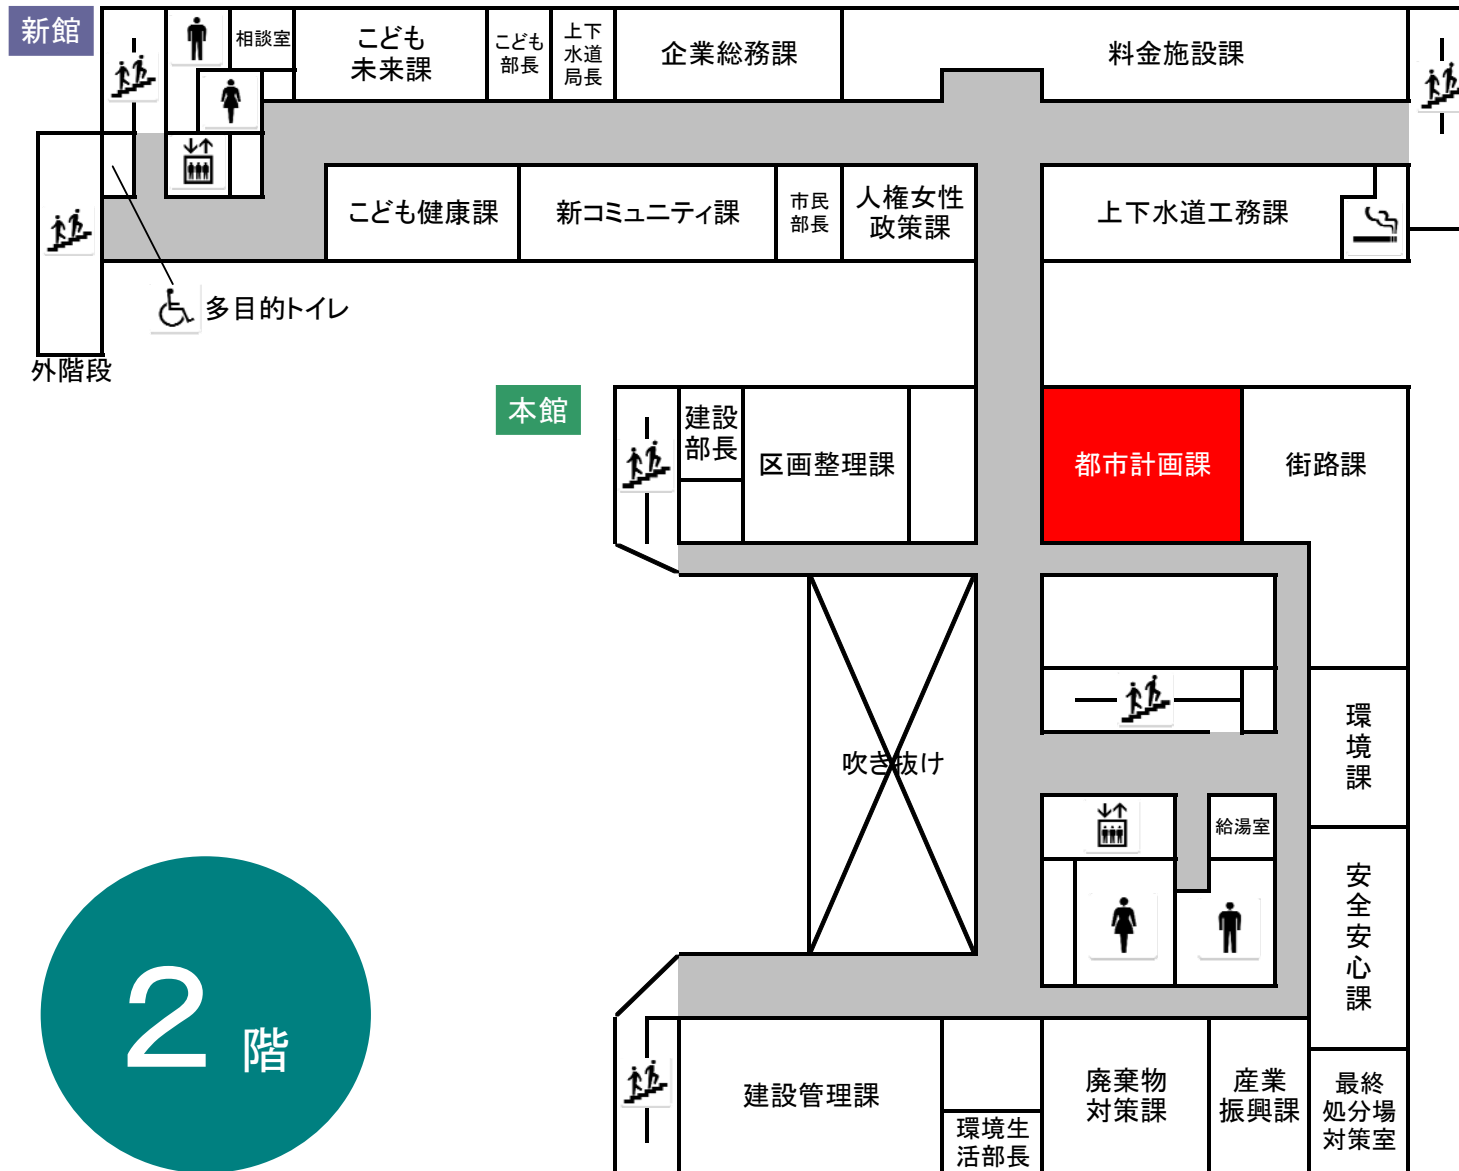 新館
相談室
こども
未来課
こども
部長
上下
水道
局長
企業総務課
料金施設課
こども健康課
新コミュニティ課
市民
部長
人権女性
政策課
上下水道工務課
多目的トイレ
外階段
本館
建設
部長
区画整理課
都市計画課
街路課
吹き抜け
環境課
給湯室
安全安心課
2階
建設管理課
環境生
活部長
廃棄物
対策課
産業
振興課
最終
処分場
対策室